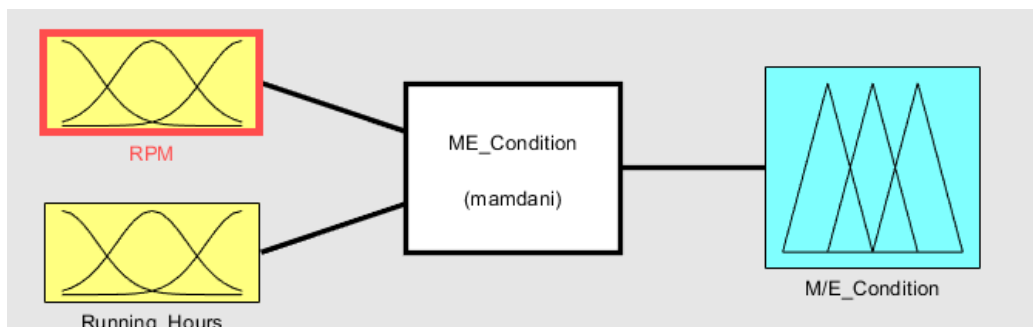 RPM
ME_Condition
(mamdani)
M/E_Condition
Running_Hours